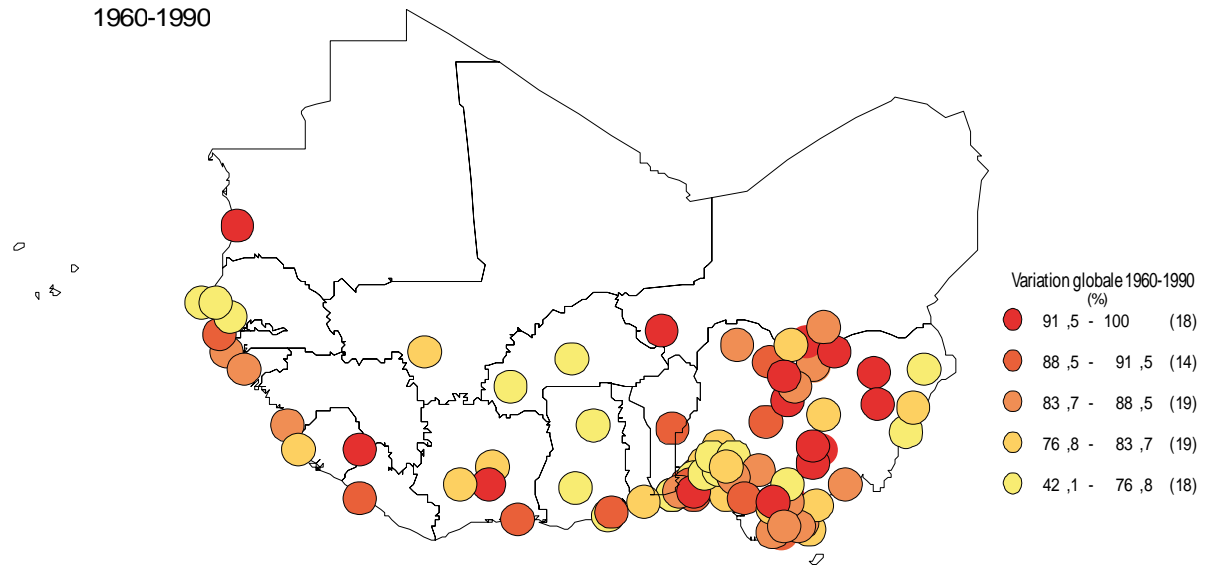 1960-1990
Variation globale 1960-1990
(%)
91 ,5 - 100 (18)
88,5 - 91 ,5 (14)
83,7 - 88,5 (19)
76,8 - 83,7 (19)
42 ,1 - 76 ,8 (18)